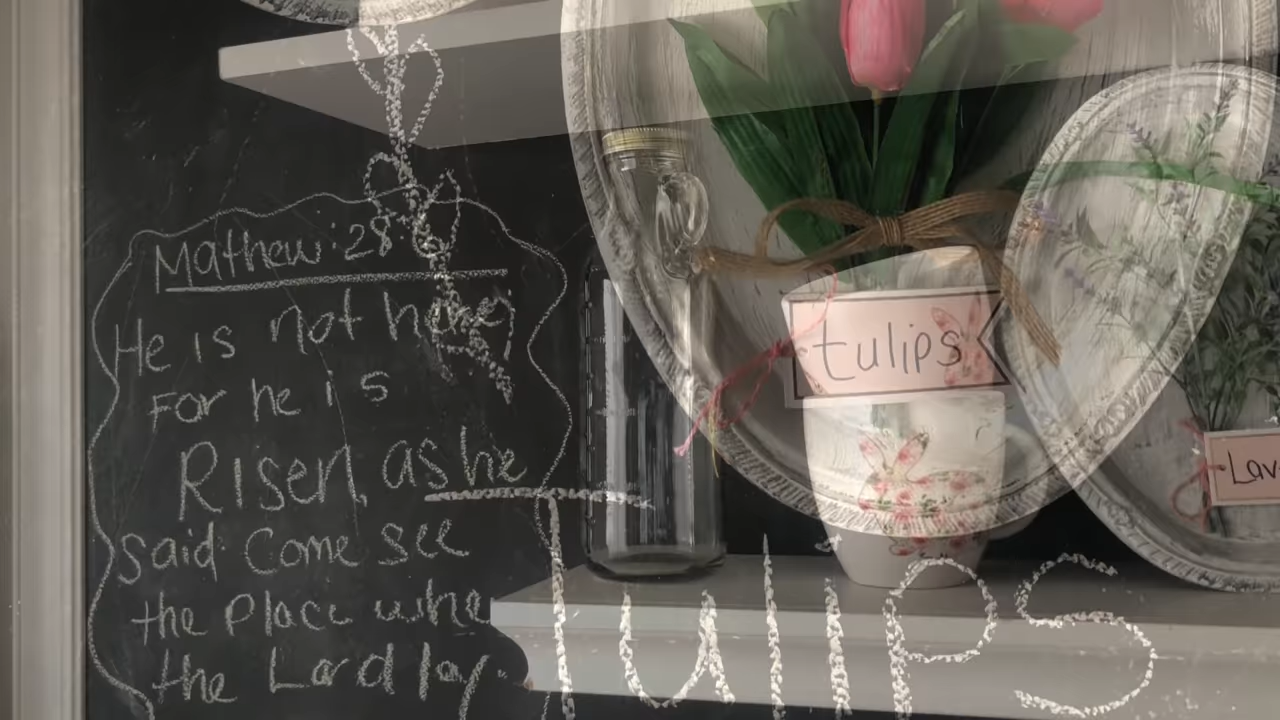 Mathew 28:6
He is not here,
For he is
Risen, as he
said. Come see
the Place whe
the Lord lay.
tulips
Lav
Tulips